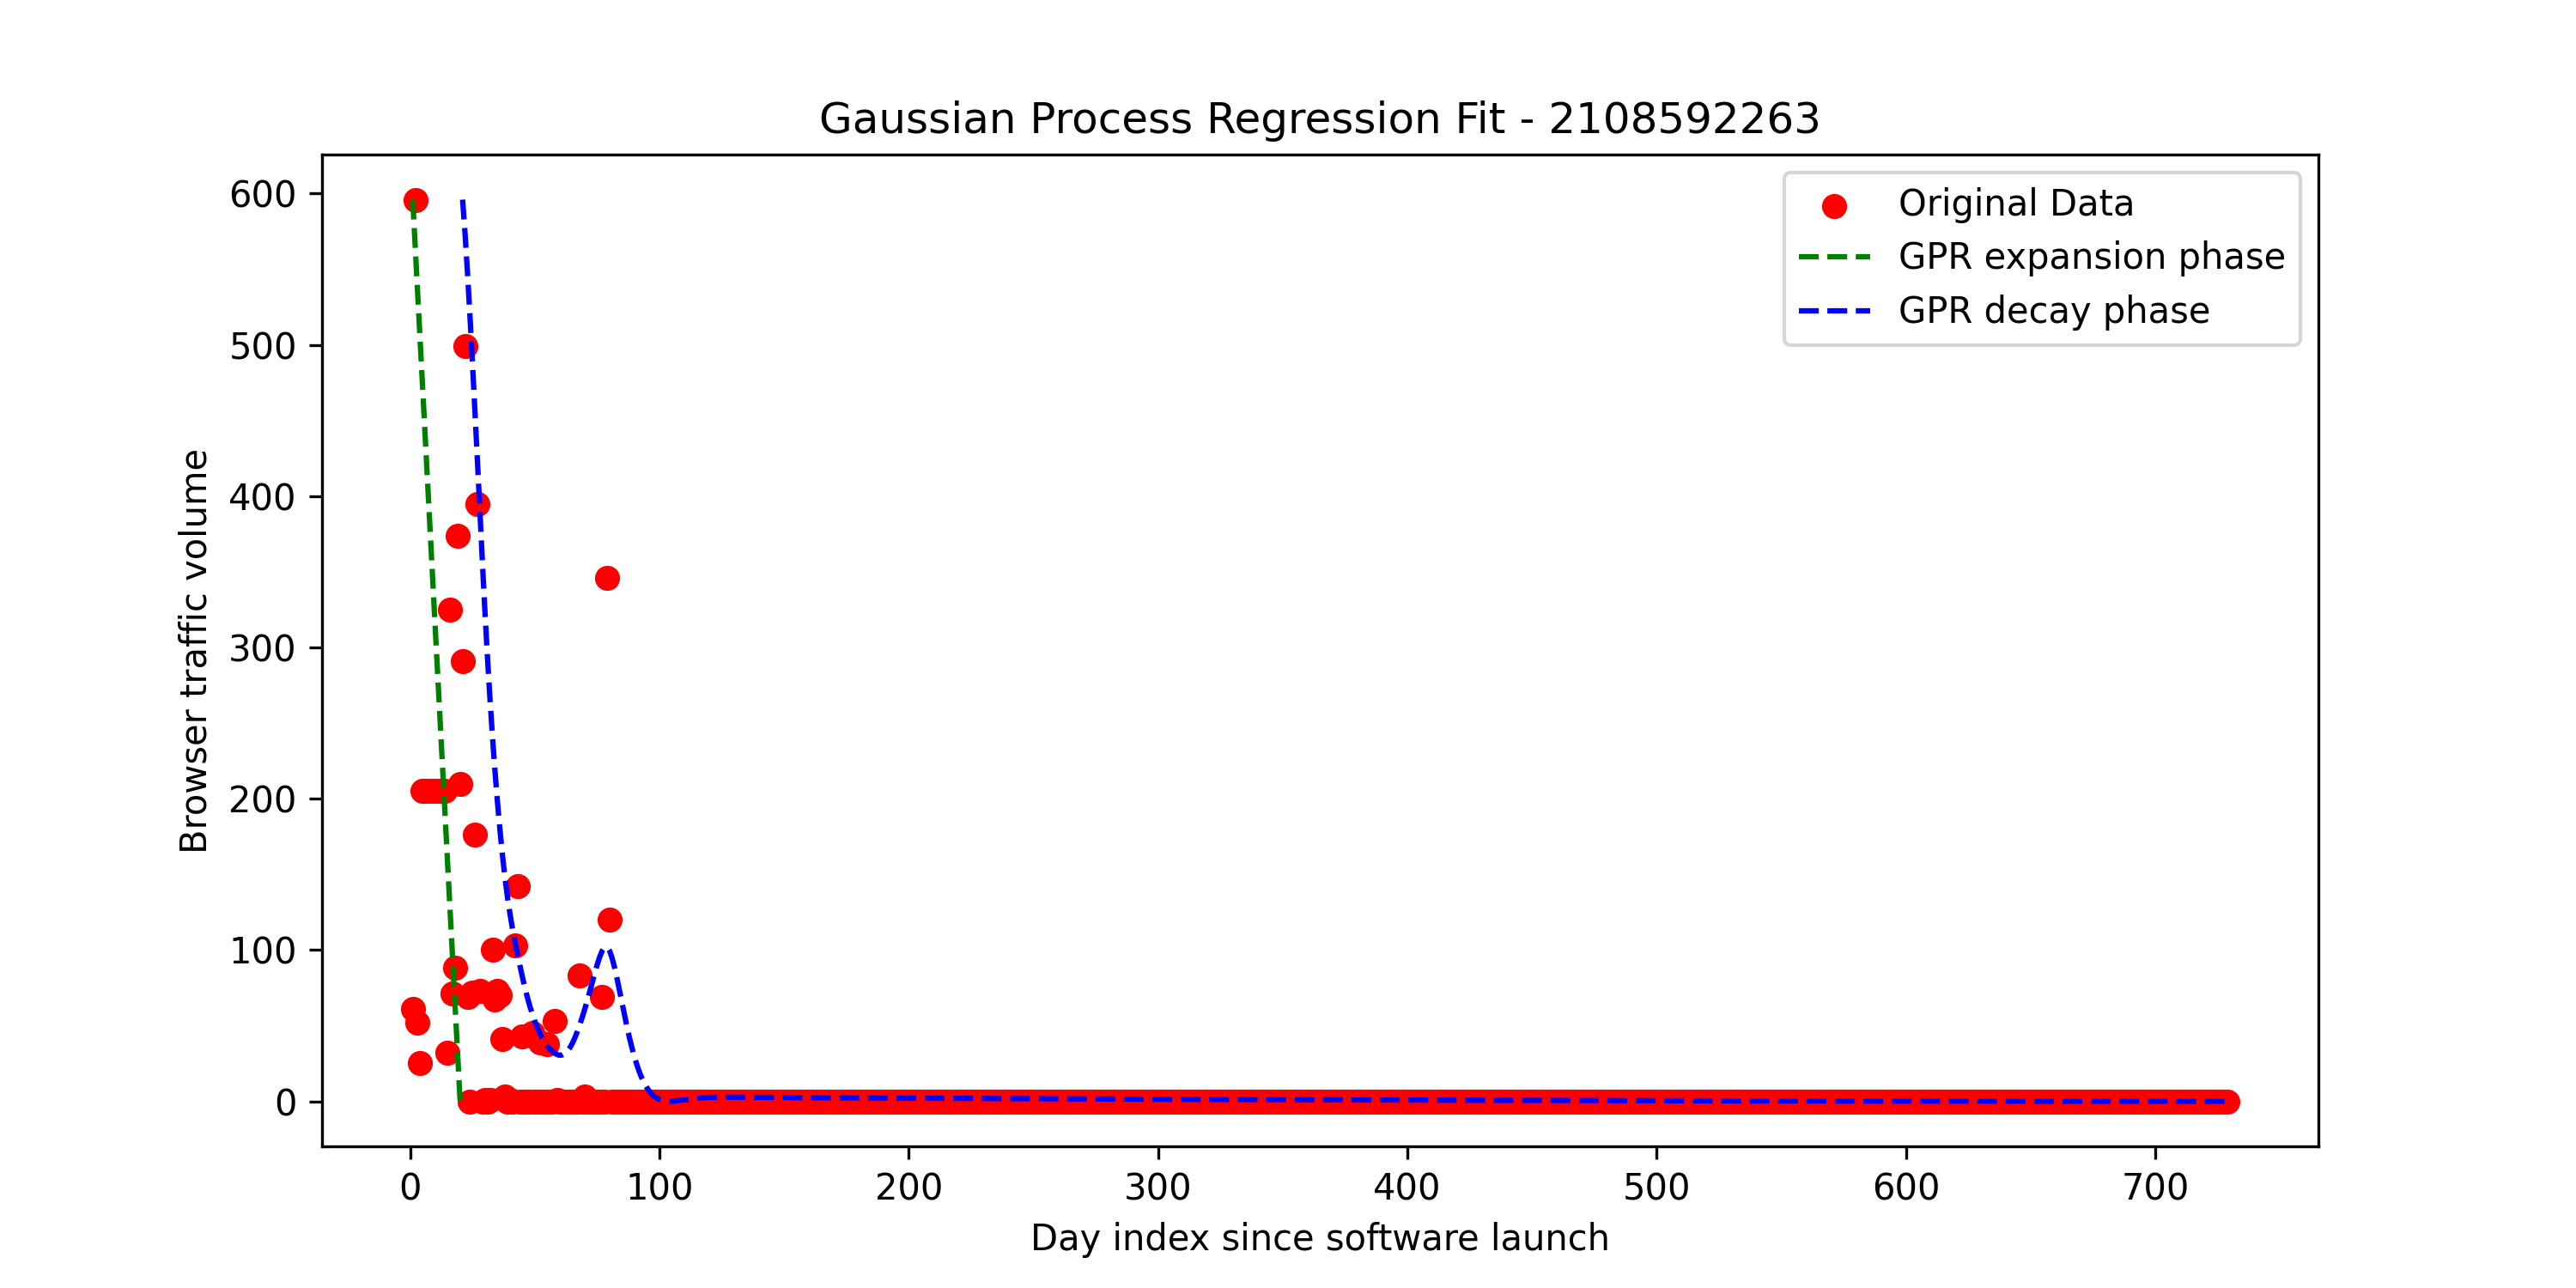 Gaussian Process Regression Fit - 2108592263
Original Data
GPR expansion phase
GPR decay phase
Browser traffic volume
600
500
400
300
200
100
0
0 100 200 300 400 500 600 700
Day index since software launch